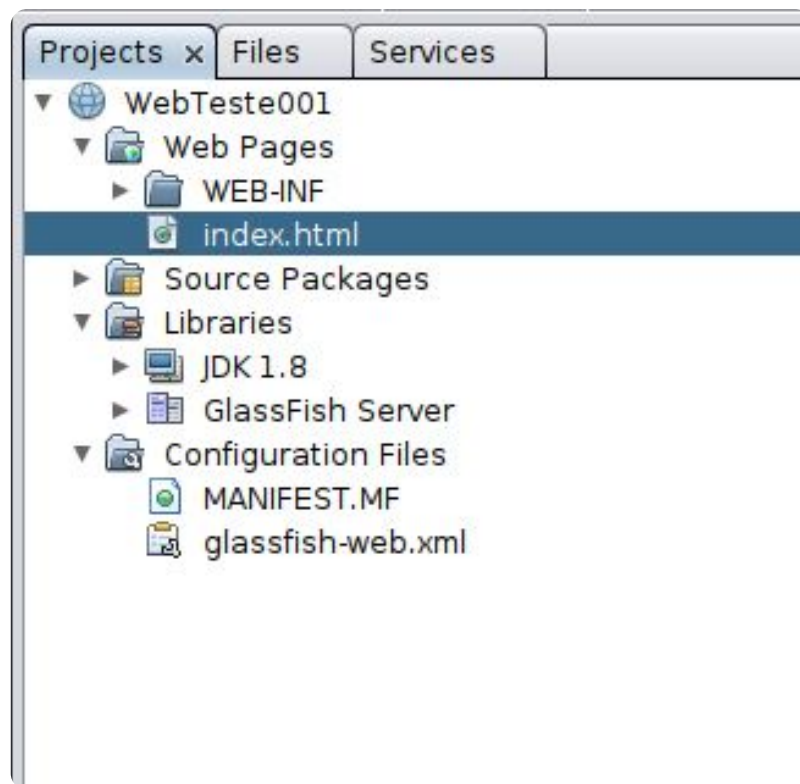 Projects x Files Services
WebTeste001
Web Pages
WEB-INF
index.html
Source Packages
Libraries
JDK 1.8
GlassFish Server
Configuration Files
MANIFEST.MF
glassfish-web.xml